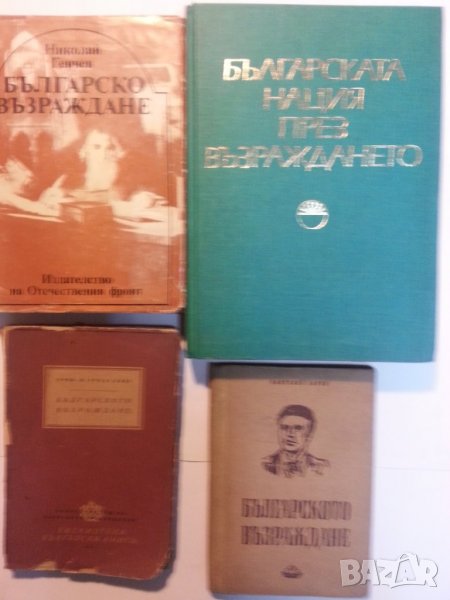 Николай
Генчев
БЪЛГАРСКО
ВЪЗРАЖДАНЕ
Издателство
на Отечествения фронт
БЪЛГАРСКАТА
НАЦИЯ
ПРЕЗ
ВЪЗРАЖДАНЕТО
БЪЛГАРСКОТО
ВЪЗРАЖДАНЕ
БЪЛГАРСКОТО
ВЪЗРАЖДАНЕ
BAZAR